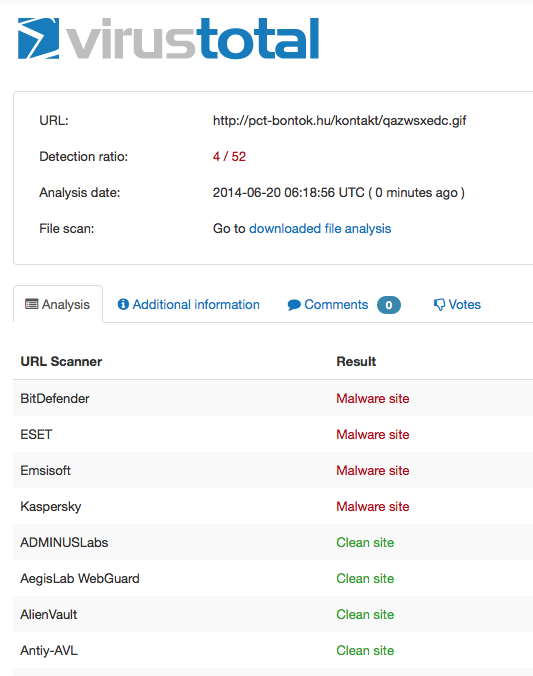 virustotal
URL: http://pct-bontok.hu/kontakt/qazwsxedc.gif
Detection ratio: 4 / 52
Analysis date: 2014-06-20 06:18:56 UTC ( 0 minutes ago )
File scan: Go to downloaded file analysis
Analysis Additional information Comments 0 Votes
URL Scanner Result
BitDefender Malware site
ESET Malware site
Emsisoft Malware site
Kaspersky Malware site
ADMINUSLabs Clean site
AegisLab WebGuard Clean site
AlienVault Clean site
Antiy-AVL Clean site